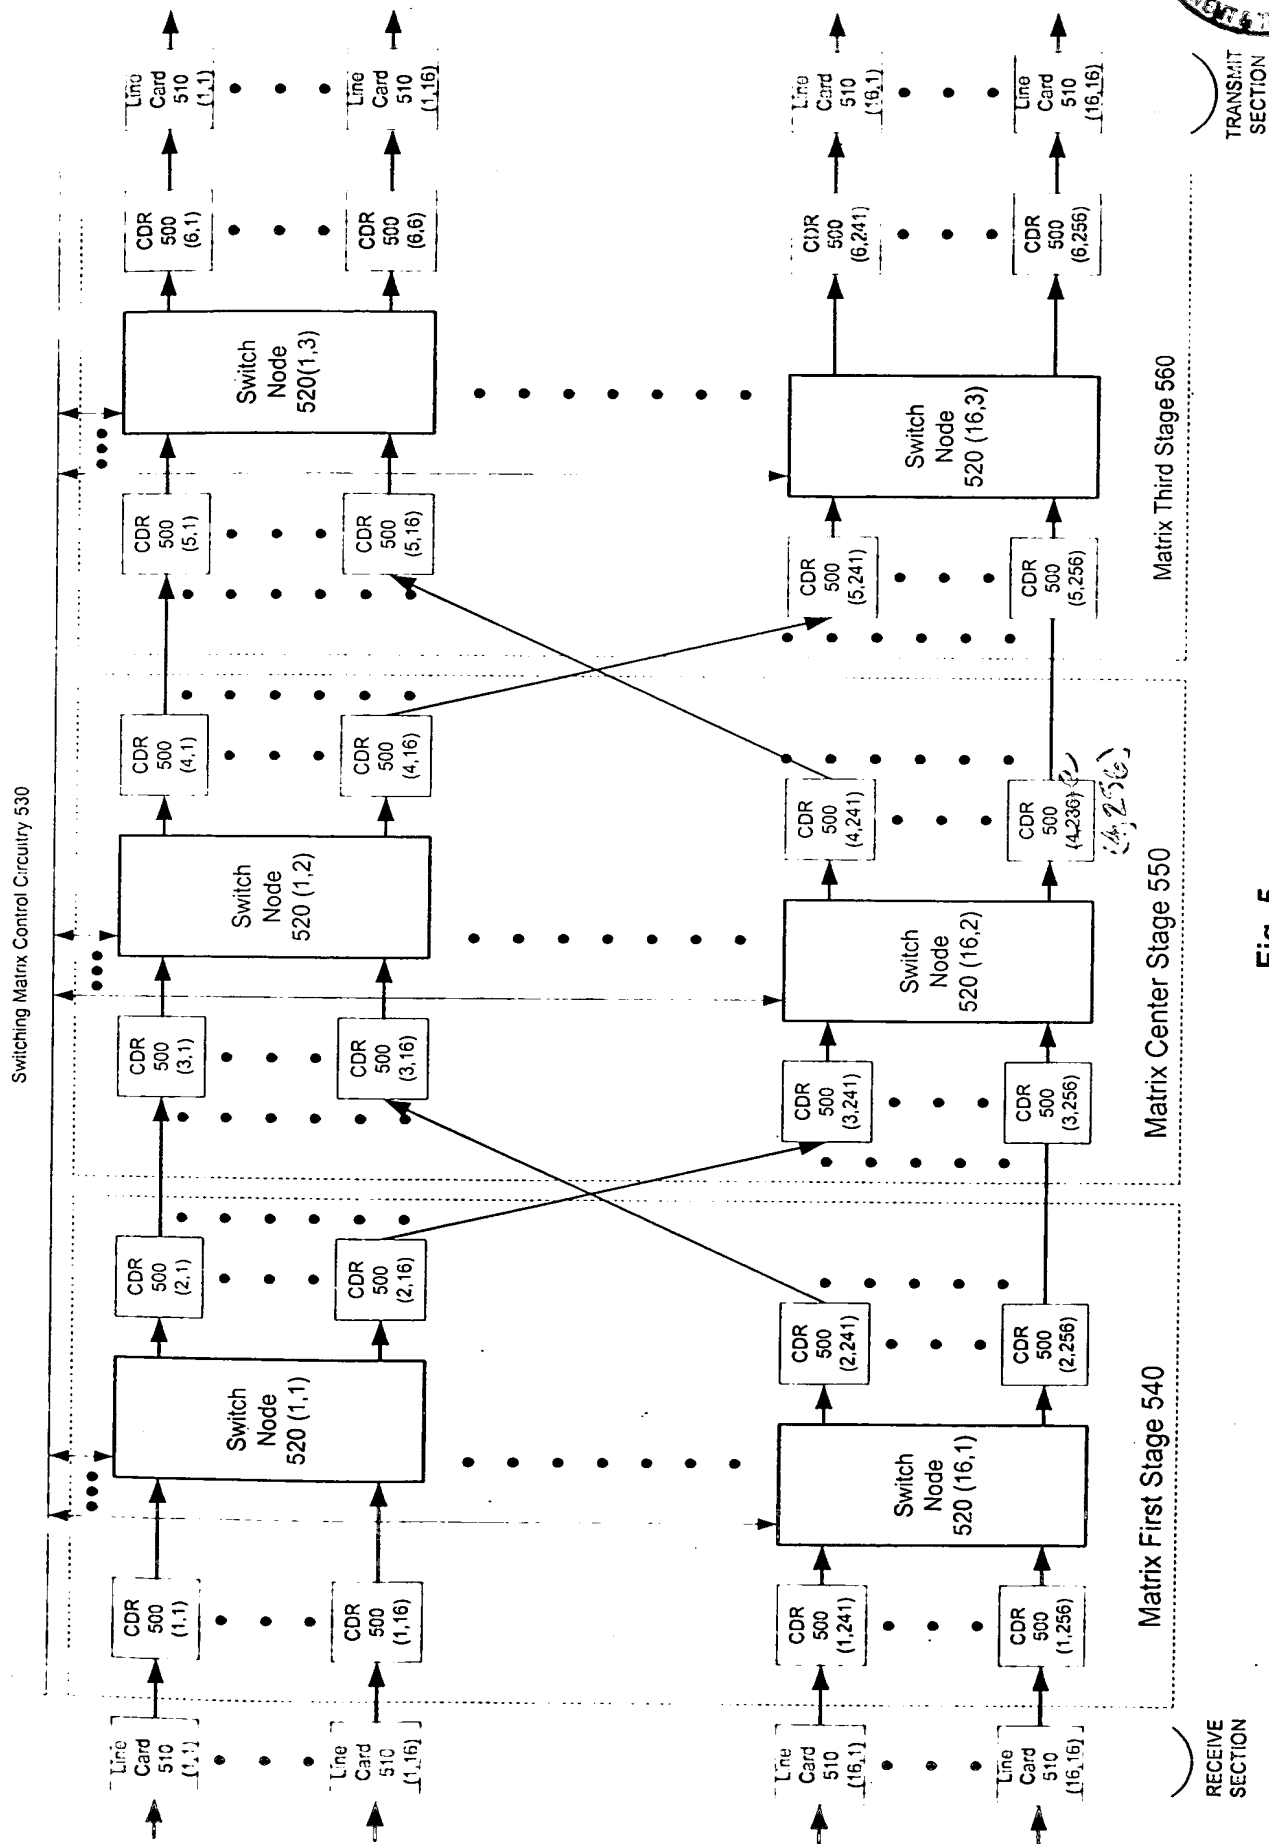 Switching Matrix Control Circuitry 530
Line
Card
510
(1,1)
Line
Card
510
(1,16)
Line
Card
510
(16,1)
Line
Card
510
(16,16)
RECEIVE
SECTION
CDR
500
(1,1)
CDR
500
(1,16)
CDR
500
(1,241)
CDR
500
(1,256)
Switch
Node
520 (1,1)
Switch
Node
520 (16,1)
CDR
500
(2,1)
CDR
500
(2,16)
CDR
500
(2,241)
CDR
500
(2,256)
Matrix First Stage 540
CDR
500
(3,1)
CDR
500
(3,16)
CDR
500
(3,241)
CDR
500
(3,256)
Switch
Node
520 (1,2)
Switch
Node
520 (16,2)
CDR
500
(4,1)
CDR
500
(4,16)
CDR
500
(4,241)
CDR
500
(4,236)
(4,256)
Matrix Center Stage 550
CDR
500
(5,1)
CDR
500
(5,16)
CDR
500
(5,241)
CDR
500
(5,256)
Switch
Node
520(1,3)
Switch
Node
520 (16,3)
Matrix Third Stage 560
CDR
500
(6,1)
CDR
500
(6,6)
CDR
500
(6,241)
CDR
500
(6,256)
Line
Card
510
(1,1)
Line
Card
510
(1,16)
Line
Card
510
(16,1)
Line
Card
510
(16,16)
TRANSMIT
SECTION
Fig. 5